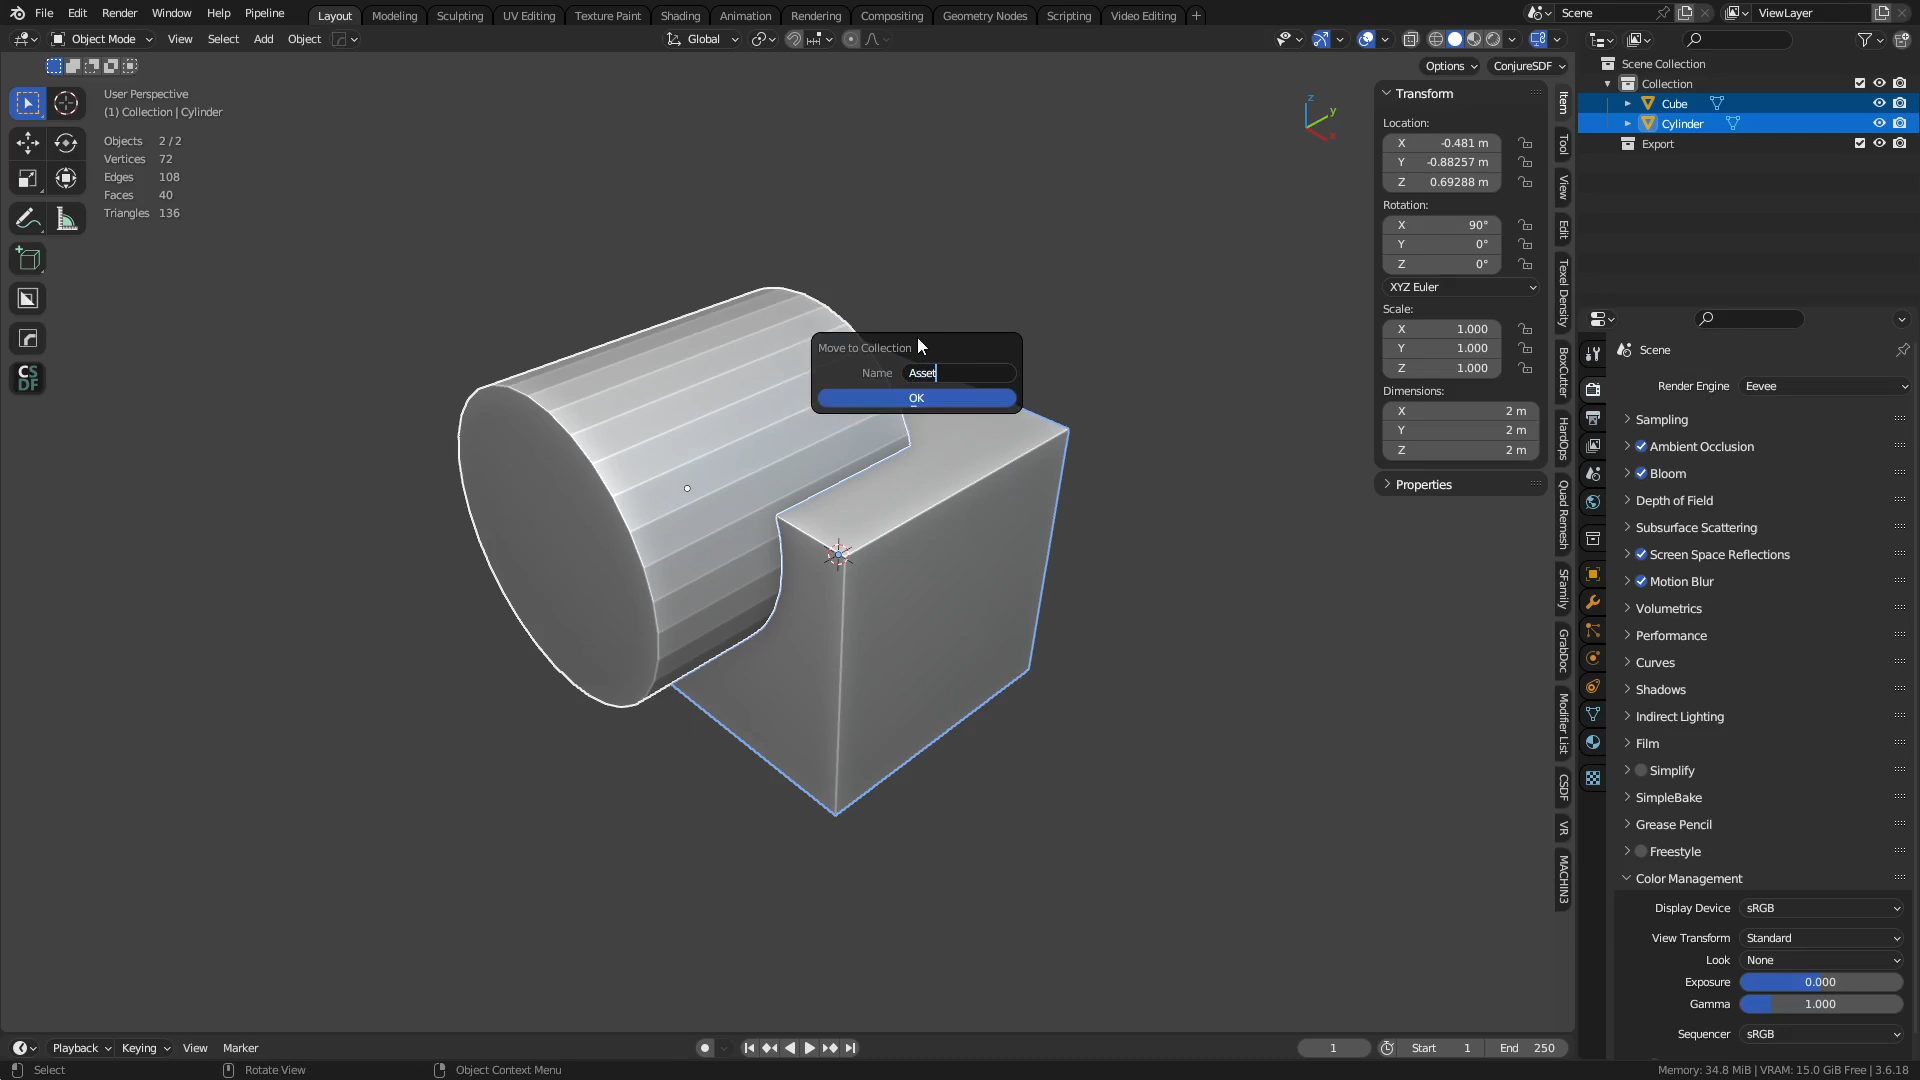 File Edit Render Window Help Pipeline Layout Modeling Sculpting UV Editing Texture Paint Shading Animation Rendering Compositing Geometry Nodes Scripting Video Editing + Scene ViewLayer
Object Mode View Select Add Object Global
Options ConjureSDF
User Perspective
(1) Collection | Cylinder
Objects 2/2
Vertices 72
Edges 108
Faces 40
Triangles 136
CS
DF
Move to Collection
Name Asset
OK
z
y
x
Transform
Location:
X -0.481 m
Y -0.88257 m
Z 0.69288 m
Rotation:
X 90°
Y 0°
Z 0°
XYZ Euler
Scale:
X 1.000
Y 1.000
Z 1.000
Dimensions:
X 2 m
Y 2 m
Z 2 m
Properties
Item
Tool
View
Edit
Texel Density
BoxCutter
HardOps
Quad Remesh
SFamily
GrabDoc
Modifier List
CSDF
VR
MACHIN3
Scene Collection
Collection
Cube
Cylinder
Export
Scene
Render Engine Eevee
Sampling
Ambient Occlusion
Bloom
Depth of Field
Subsurface Scattering
Screen Space Reflections
Motion Blur
Volumetrics
Performance
Curves
Shadows
Indirect Lighting
Film
Simplify
SimpleBake
Grease Pencil
Freestyle
Color Management
Display Device sRGB
View Transform Standard
Look None
Exposure 0.000
Gamma 1.000
Sequencer sRGB
Playback Keying View Marker 1 Start 1 End 250
Select Rotate View Object Context Menu Memory: 34.8 MiB | VRAM: 15.0 GiB Free | 3.6.18